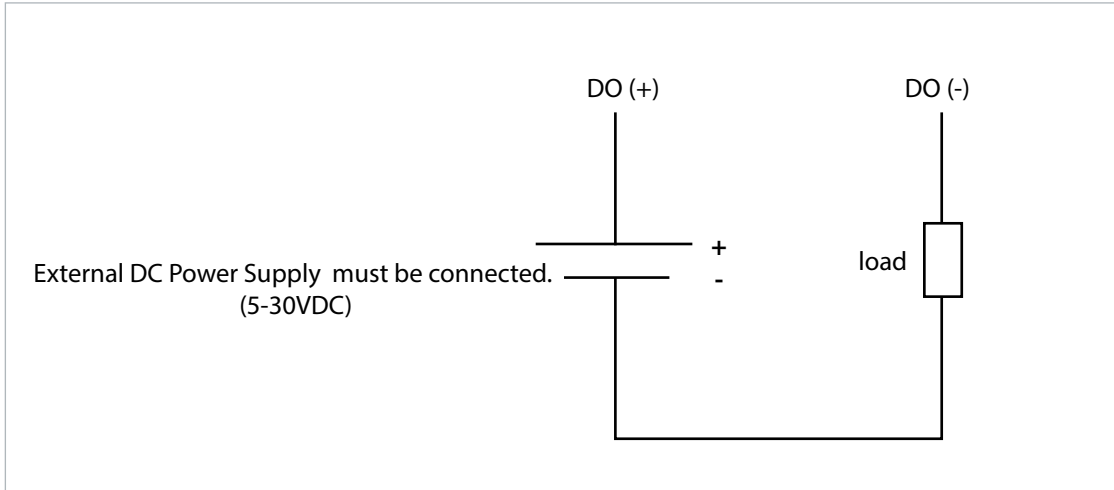 DO (+)
DO (-)
+
load
External DC Power Supply  must be connected.
-
(5-30VDC)